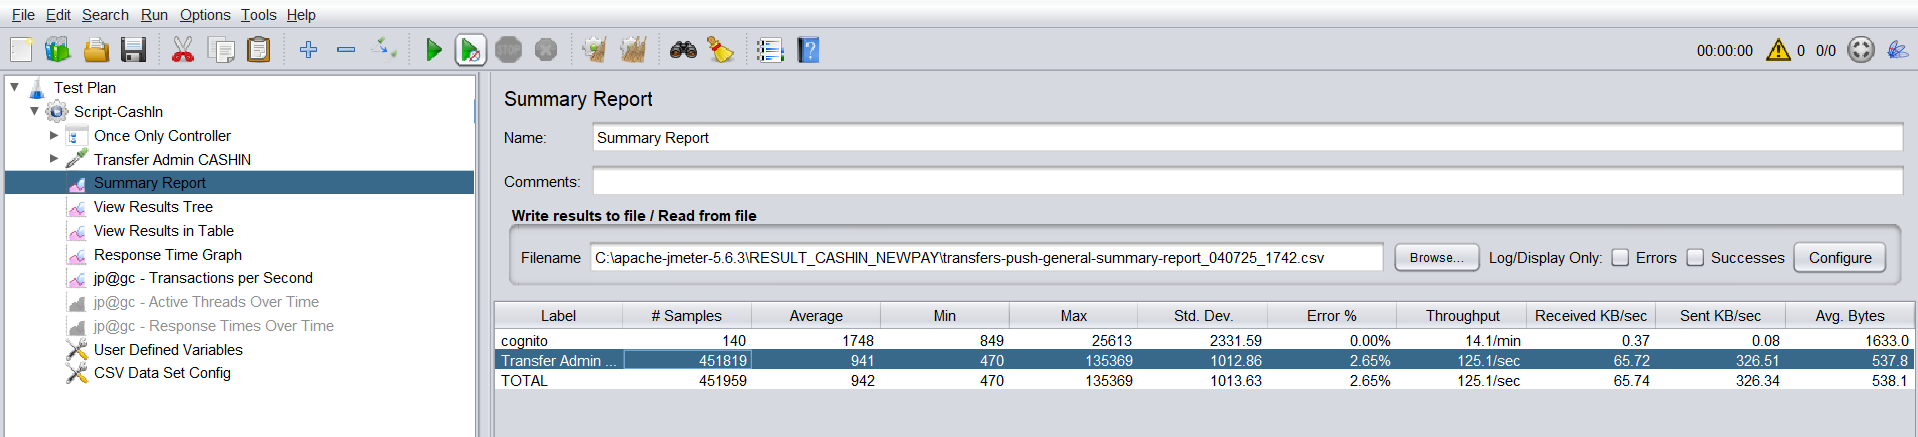 File Edit Search Run Options Tools Help
STOP
00:00:00 0 0/0
Test Plan
Script-CashIn
Once Only Controller
Transfer Admin CASHIN
Summary Report
View Results Tree
View Results in Table
Response Time Graph
jp@gc - Transactions per Second
jp@gc - Active Threads Over Time
jp@gc - Response Times Over Time
User Defined Variables
CSV Data Set Config
Summary Report
Name: Summary Report
Comments:
Write results to file / Read from file
Filename C:\apache-jmeter-5.6.3\RESULT_CASHIN_NEWPAY\transfers-push-general-summary-report_040725_1742.csv Browse... Log/Display Only: Errors Successes Configure
Label # Samples Average Min Max Std. Dev. Error % Throughput Received KB/sec Sent KB/sec Avg. Bytes
cognito 140 1748 849 25613 2331.59 0.00% 14.1/min 0.37 0.08 1633.0
Transfer Admin ... 451819 941 470 135369 1012.86 2.65% 125.1/sec 65.72 326.51 537.8
TOTAL 451959 942 470 135369 1013.63 2.65% 125.1/sec 65.74 326.34 538.1